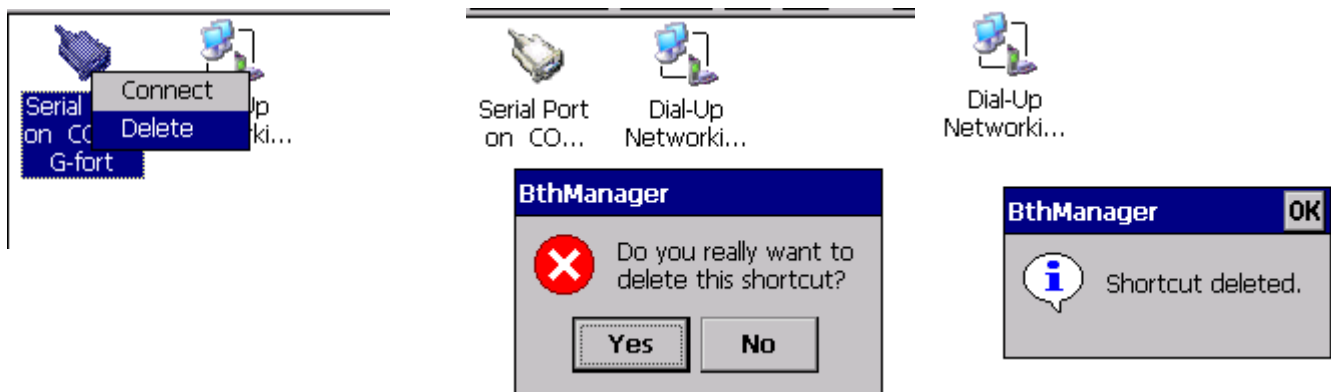 Connect
Delete
Serial
on CO
G-fort
Up
ki...
Serial Port
on CO...
Dial-Up
Networki...
BthManager
Do you really want to
delete this shortcut?
Yes
No
Dial-Up
Networki...
BthManager
OK
Shortcut deleted.